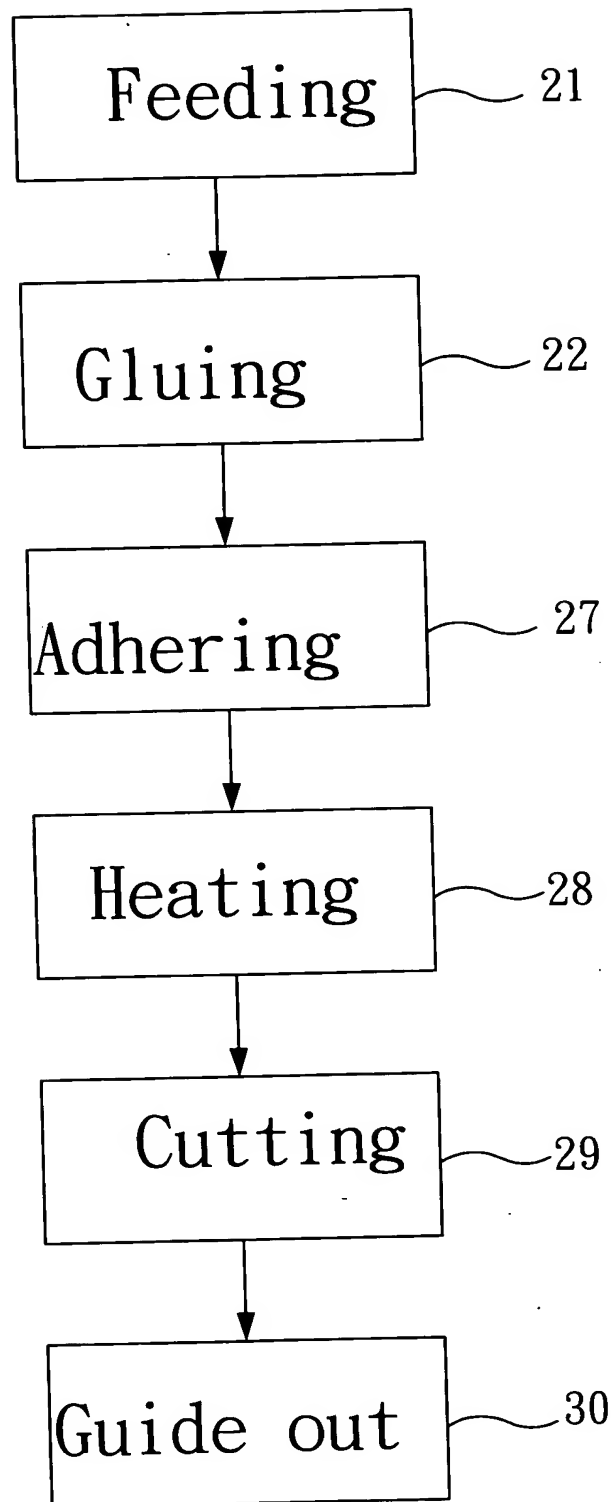 Feeding 21
Gluing 22
Adhering 27
Heating 28
Cutting 29
Guide out 30